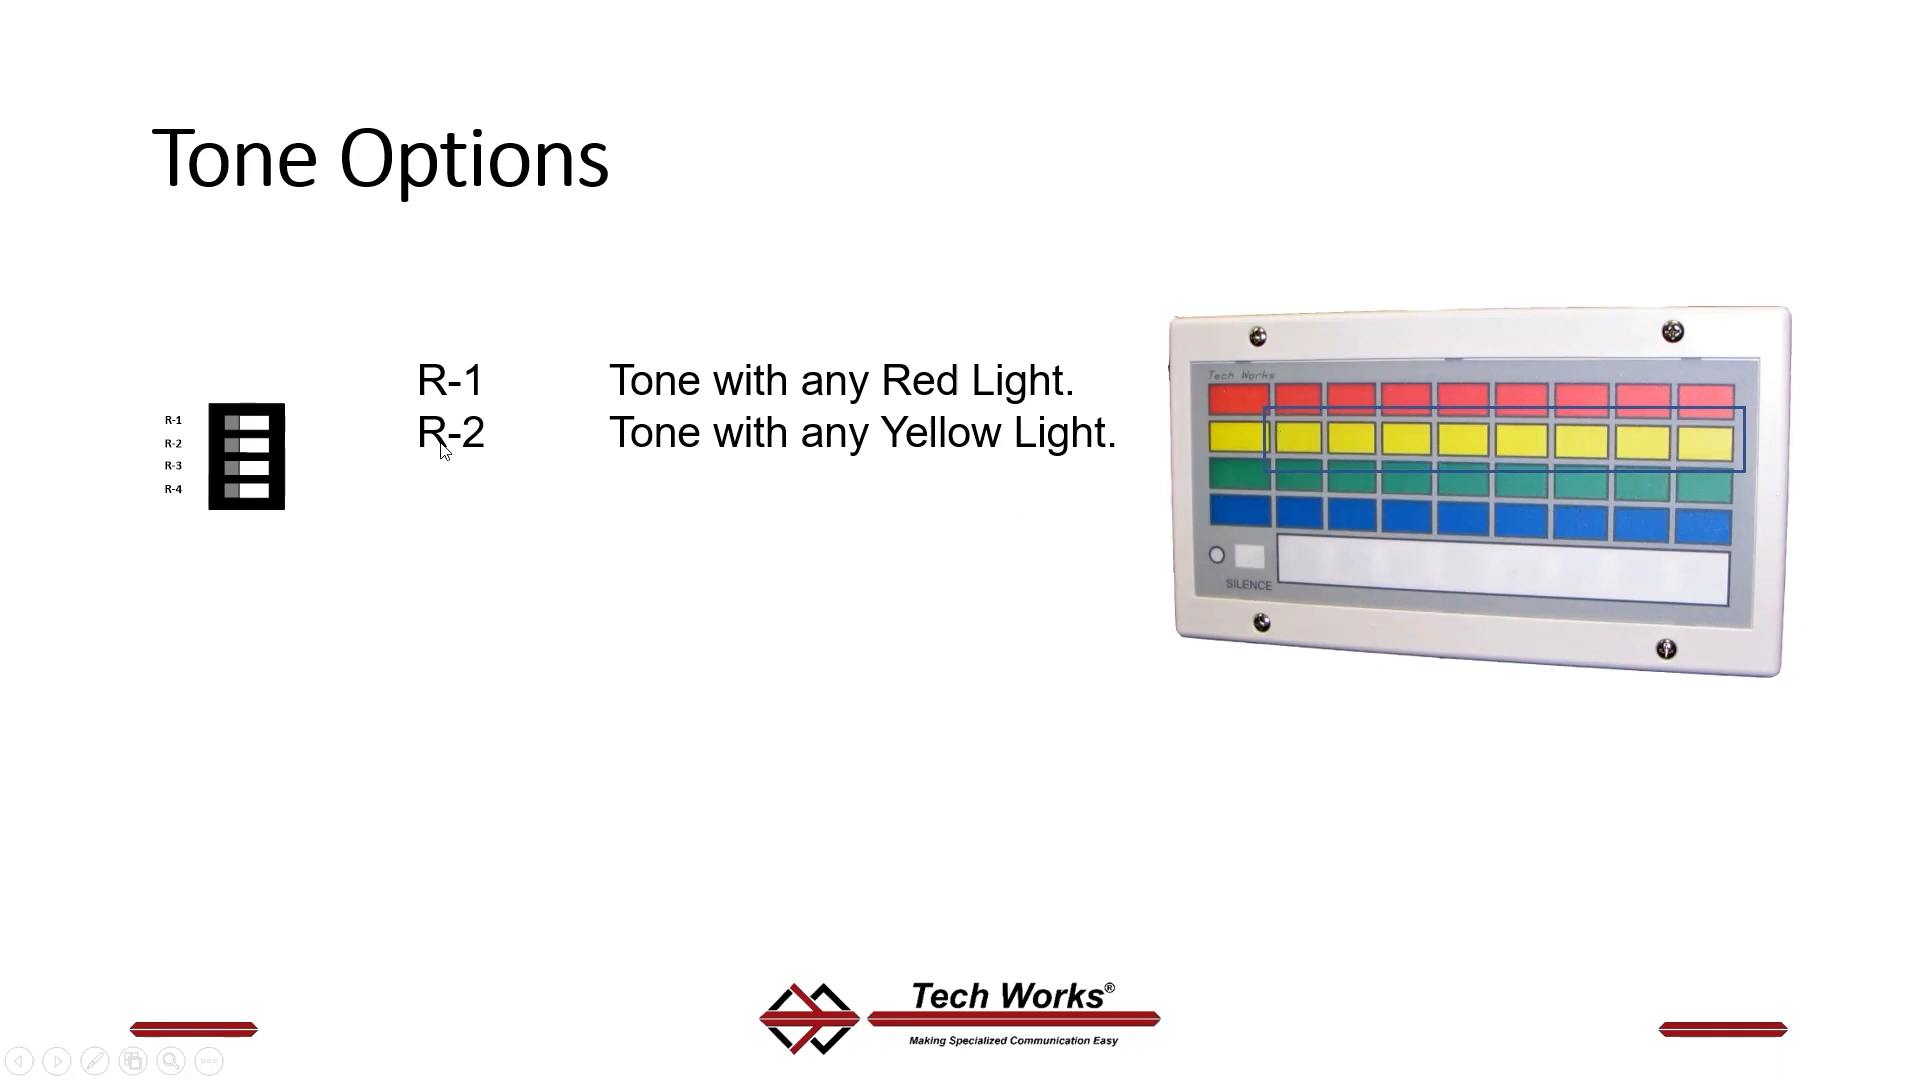 Tone Options
R-1 Tone with any Red Light.
R-2 Tone with any Yellow Light.
R-1
R-2
R-3
R-4
Tech Works
SILENCE
Tech Works®
Making Specialized Communication Easy